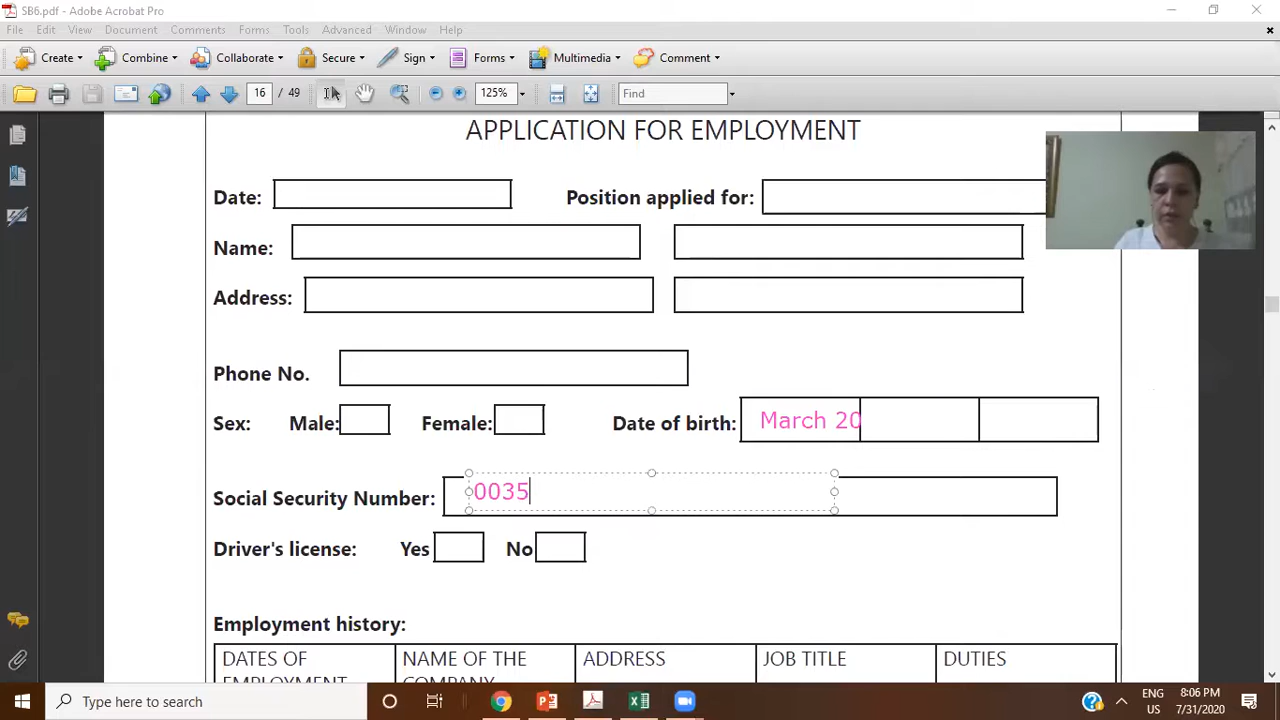 SB6.pdf - Adobe Acrobat Pro
File Edit View Document Comments Forms Tools Advanced Window Help
Create Combine Collaborate Secure Sign Forms Multimedia Comment
16 / 49 125% Find
APPLICATION FOR EMPLOYMENT
Date: Position applied for:
Name:
Address:
Phone No.
Sex: Male: Female: Date of birth: March 20
Social Security Number: 0035
Driver's license: Yes No
Employment history:
DATES OF EMPLOYMENT NAME OF THE COMPANY ADDRESS JOB TITLE DUTIES
Type here to search
ENG
US
8:06 PM
7/31/2020